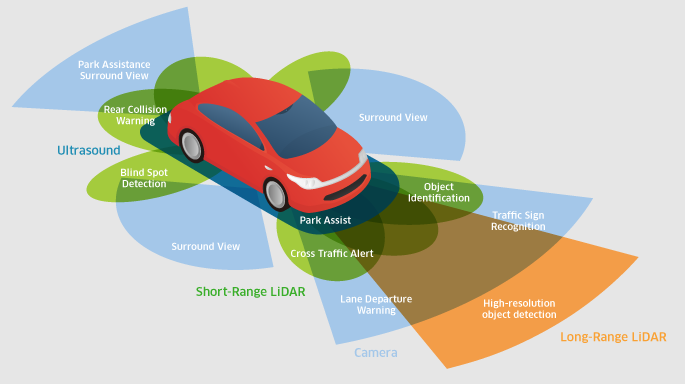 Park Assistance
Surround View
Rear Collision
Warning
Surround View
Ultrasound
Blind Spot
Detection
Object
Identification
Traffic Sign
Recognition
Park Assist
Surround View
Cross Traffic Alert
Short-Range LiDAR
Lane Departure
Warning
High-resolution
object detection
Long-Range LiDAR
Camera